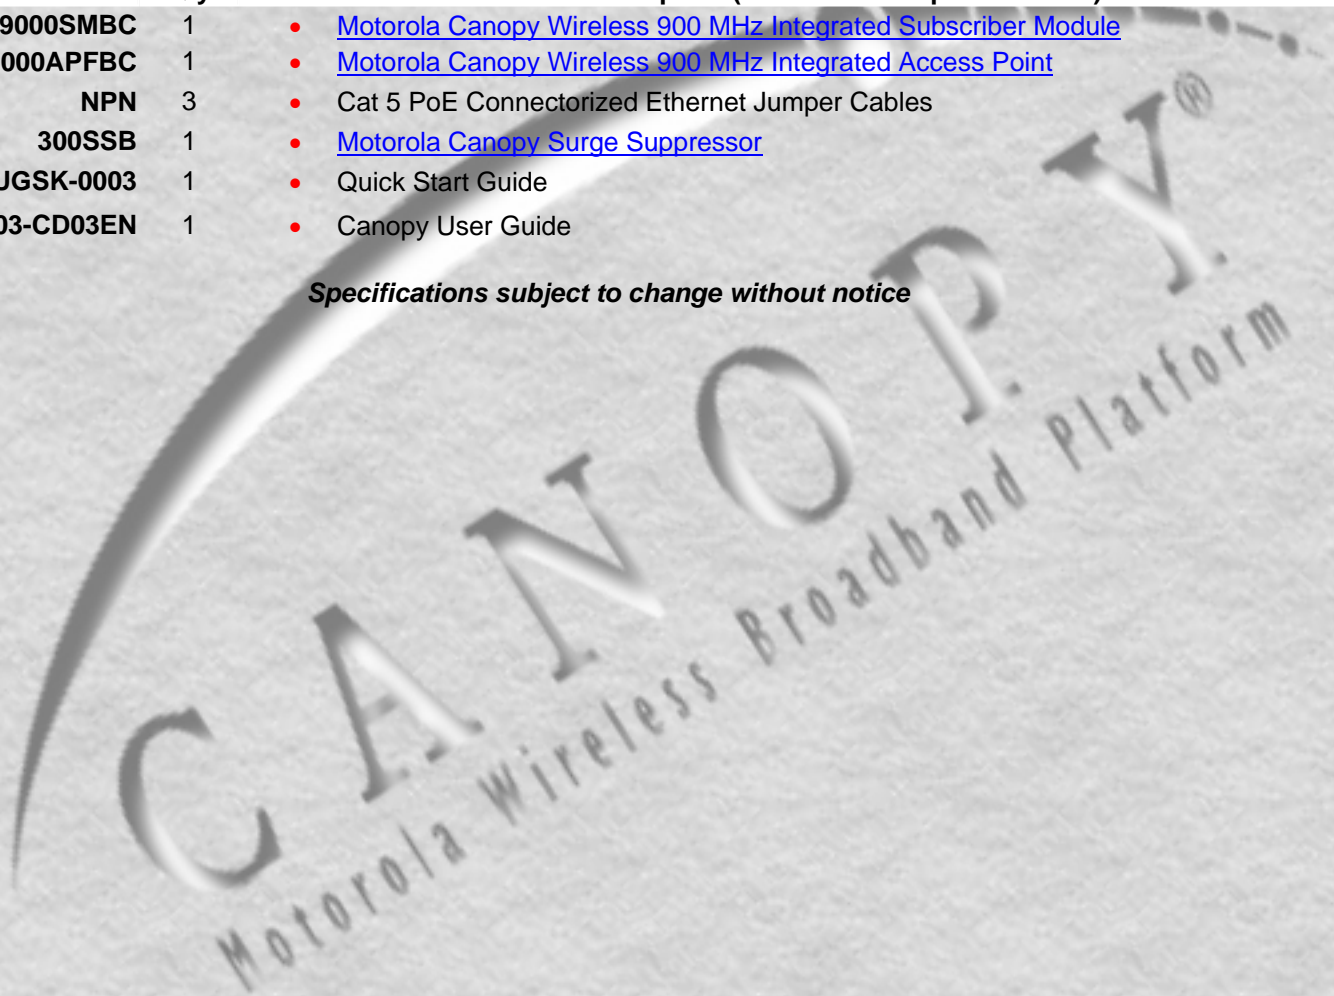 9000SMBC 1 • Motorola Canopy Wireless 900 MHz Integrated Subscriber Module
000APFBC 1 • Motorola Canopy Wireless 900 MHz Integrated Access Point
NPN 3 • Cat 5 PoE Connectorized Ethernet Jumper Cables
300SSB 1 • Motorola Canopy Surge Suppressor
UGSK-0003 1 • Quick Start Guide
03-CD03EN 1 • Canopy User Guide
Specifications subject to change without notice
CANOPY®
Motorola Wireless Broadband Platform